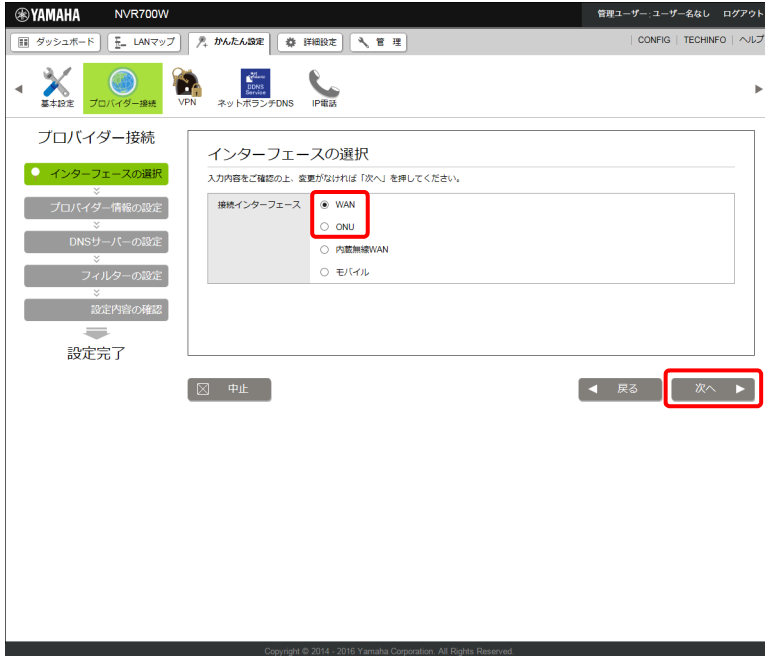 YAMAHA NVR700W 管理ユーザー:ユーザー名なし ログアウト
ダッシュボード LANマップ かんたん設定 詳細設定 管 理 CONFIG TECHINFO ヘルプ
DDNS
Service
基本設定 プロバイダー接続 VPN ネットボランチDNS IP電話
プロバイダー接続
インターフェースの選択
プロバイダー情報の設定
DNSサーバーの設定
フィルターの設定
設定内容の確認
設定完了
インターフェースの選択
入力内容をご確認の上、変更がなければ「次へ」を押してください。
接続インターフェース WAN
ONU
内蔵無線WAN
モバイル
中止 戻る 次へ
Copyright © 2014 - 2016 Yamaha Corporation. All Rights Reserved.